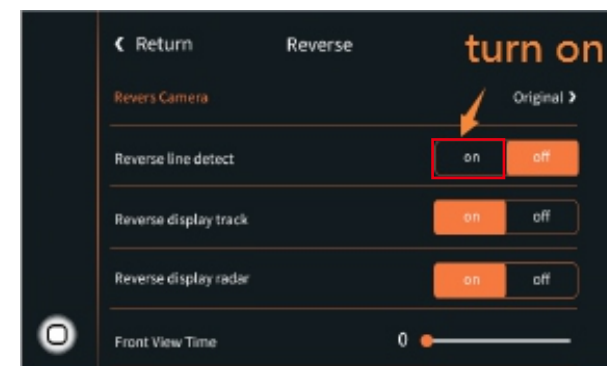 Return Reverse turn on
Revers Camera Original
Reverse line detect on off
Reverse display track on off
Reverse display radar on off
Front View Time 0